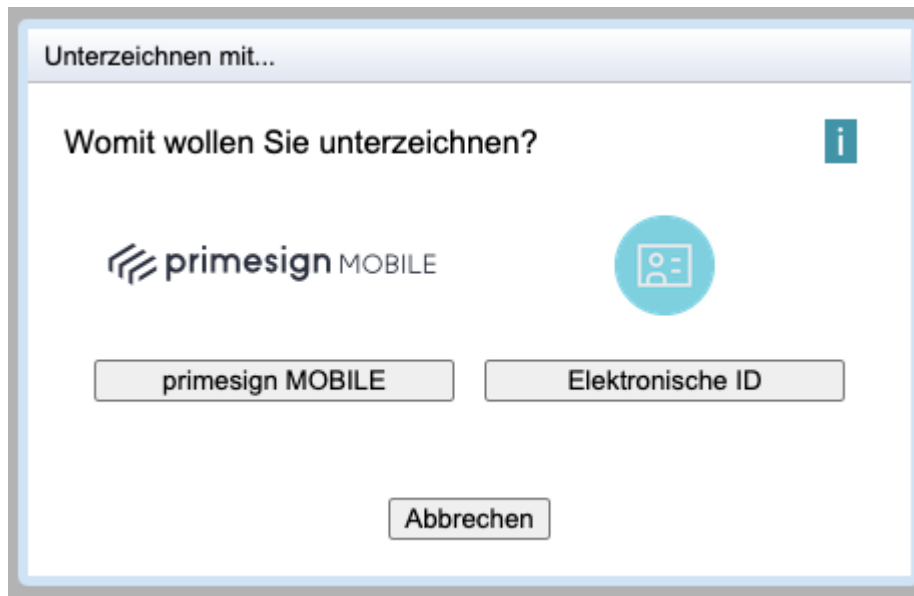 Unterzeichnen mit...
Womit wollen Sie unterzeichnen?
i
primesign MOBILE
primesign MOBILE
Elektronische ID
Abbrechen